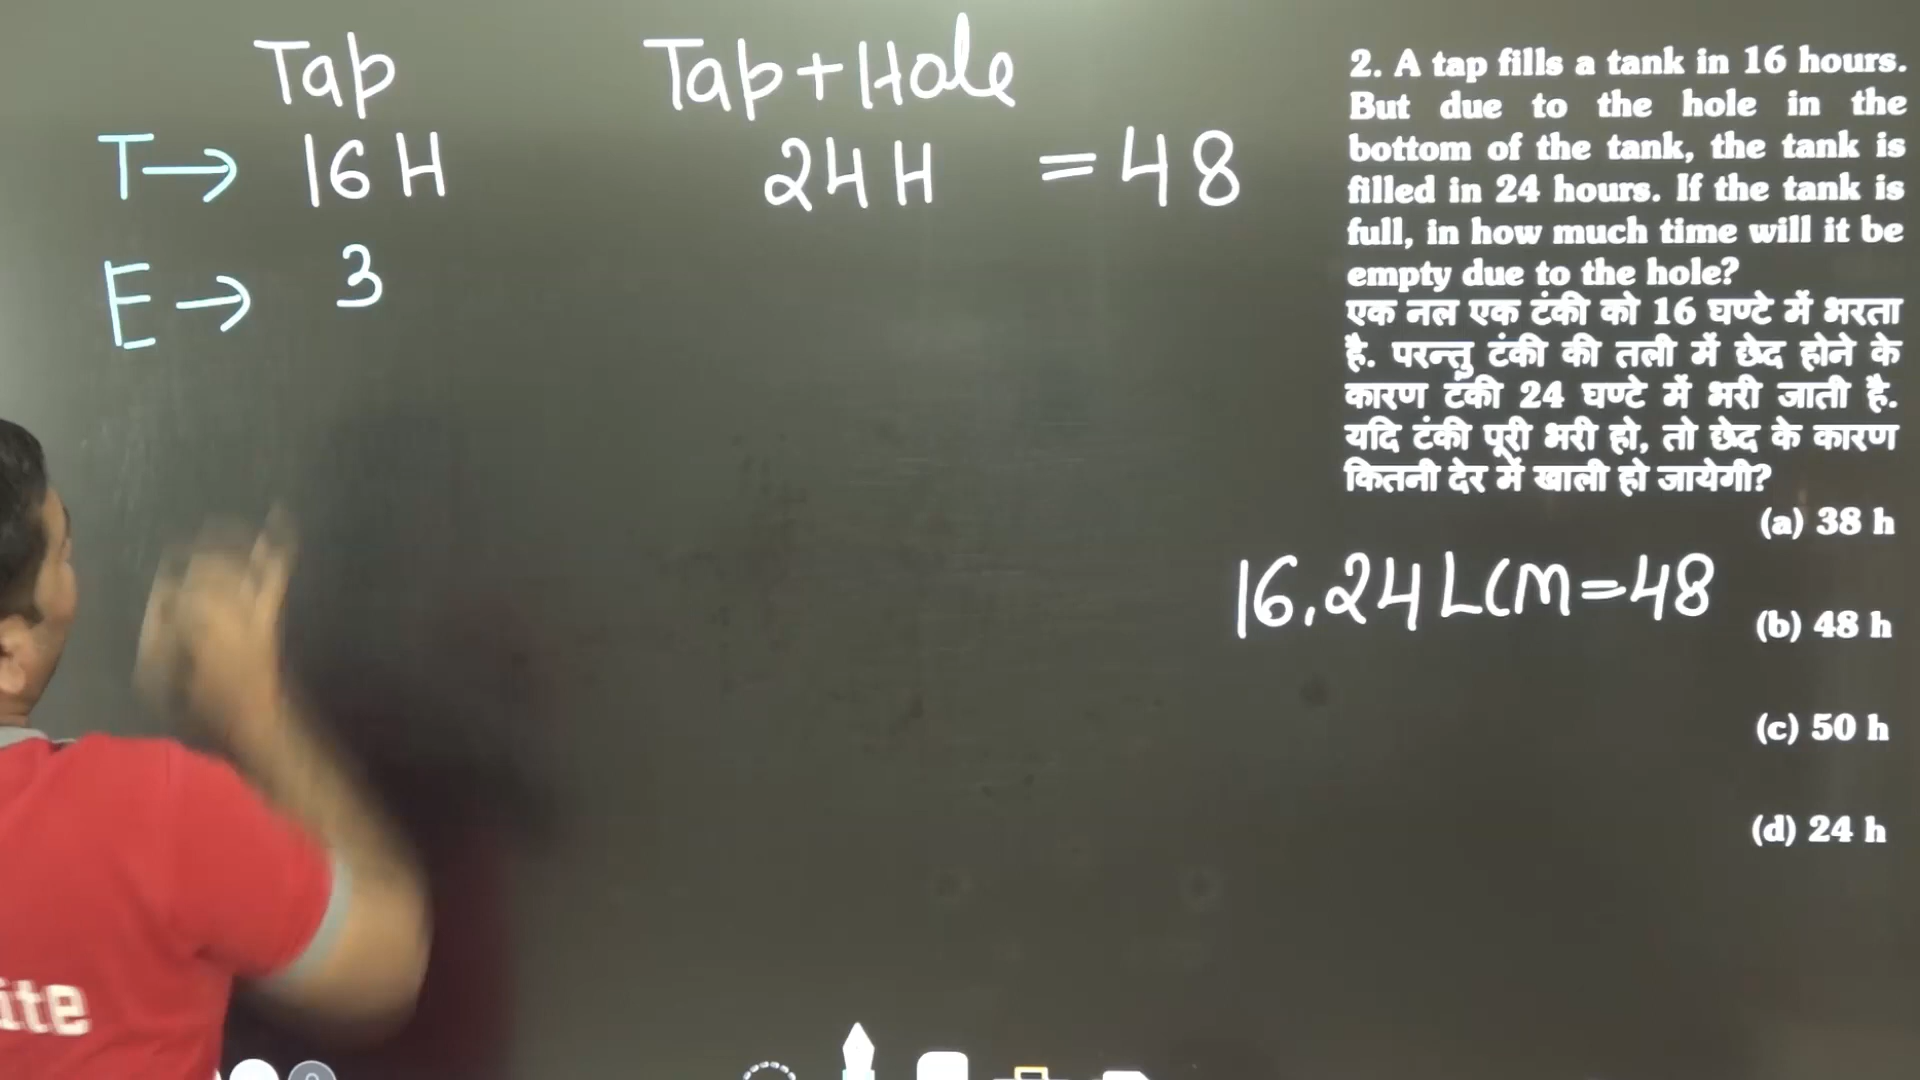 Tap Tap+Hole
T→ 16 H 24 H = 48
E→ 3
2. A tap fills a tank in 16 hours.
But due to the hole in the
bottom of the tank, the tank is
filled in 24 hours. If the tank is
full, in how much time will it be
empty due to the hole?
एक नल एक टंकी को 16 घण्टे में भरता
है. परन्तु टंकी की तली में छेद होने के
कारण टंकी 24 घण्टे में भरी जाती है.
यदि टंकी पूरी भरी हो, तो छेद के कारण
कितनी देर में खाली हो जायेगी?
(a) 38 h
16,24 LCM=48
(b) 48 h
(c) 50 h
(d) 24 h
ite